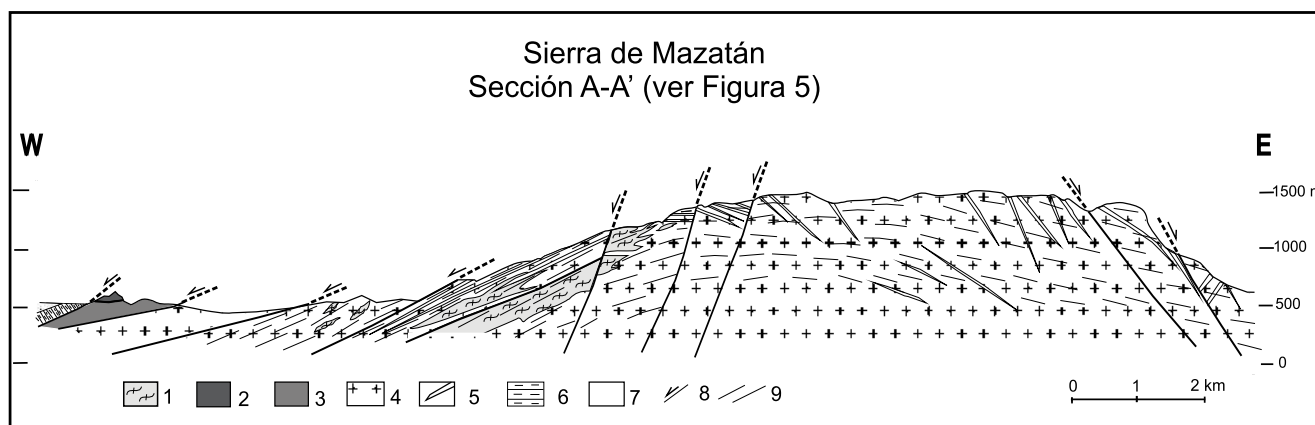 Sierra de Mazatán
Sección A-A' (ver Figura 5)
W
E
1500 m
1000
500
0
1 2 3 4 5 6 7 8 9
0 1 2 km